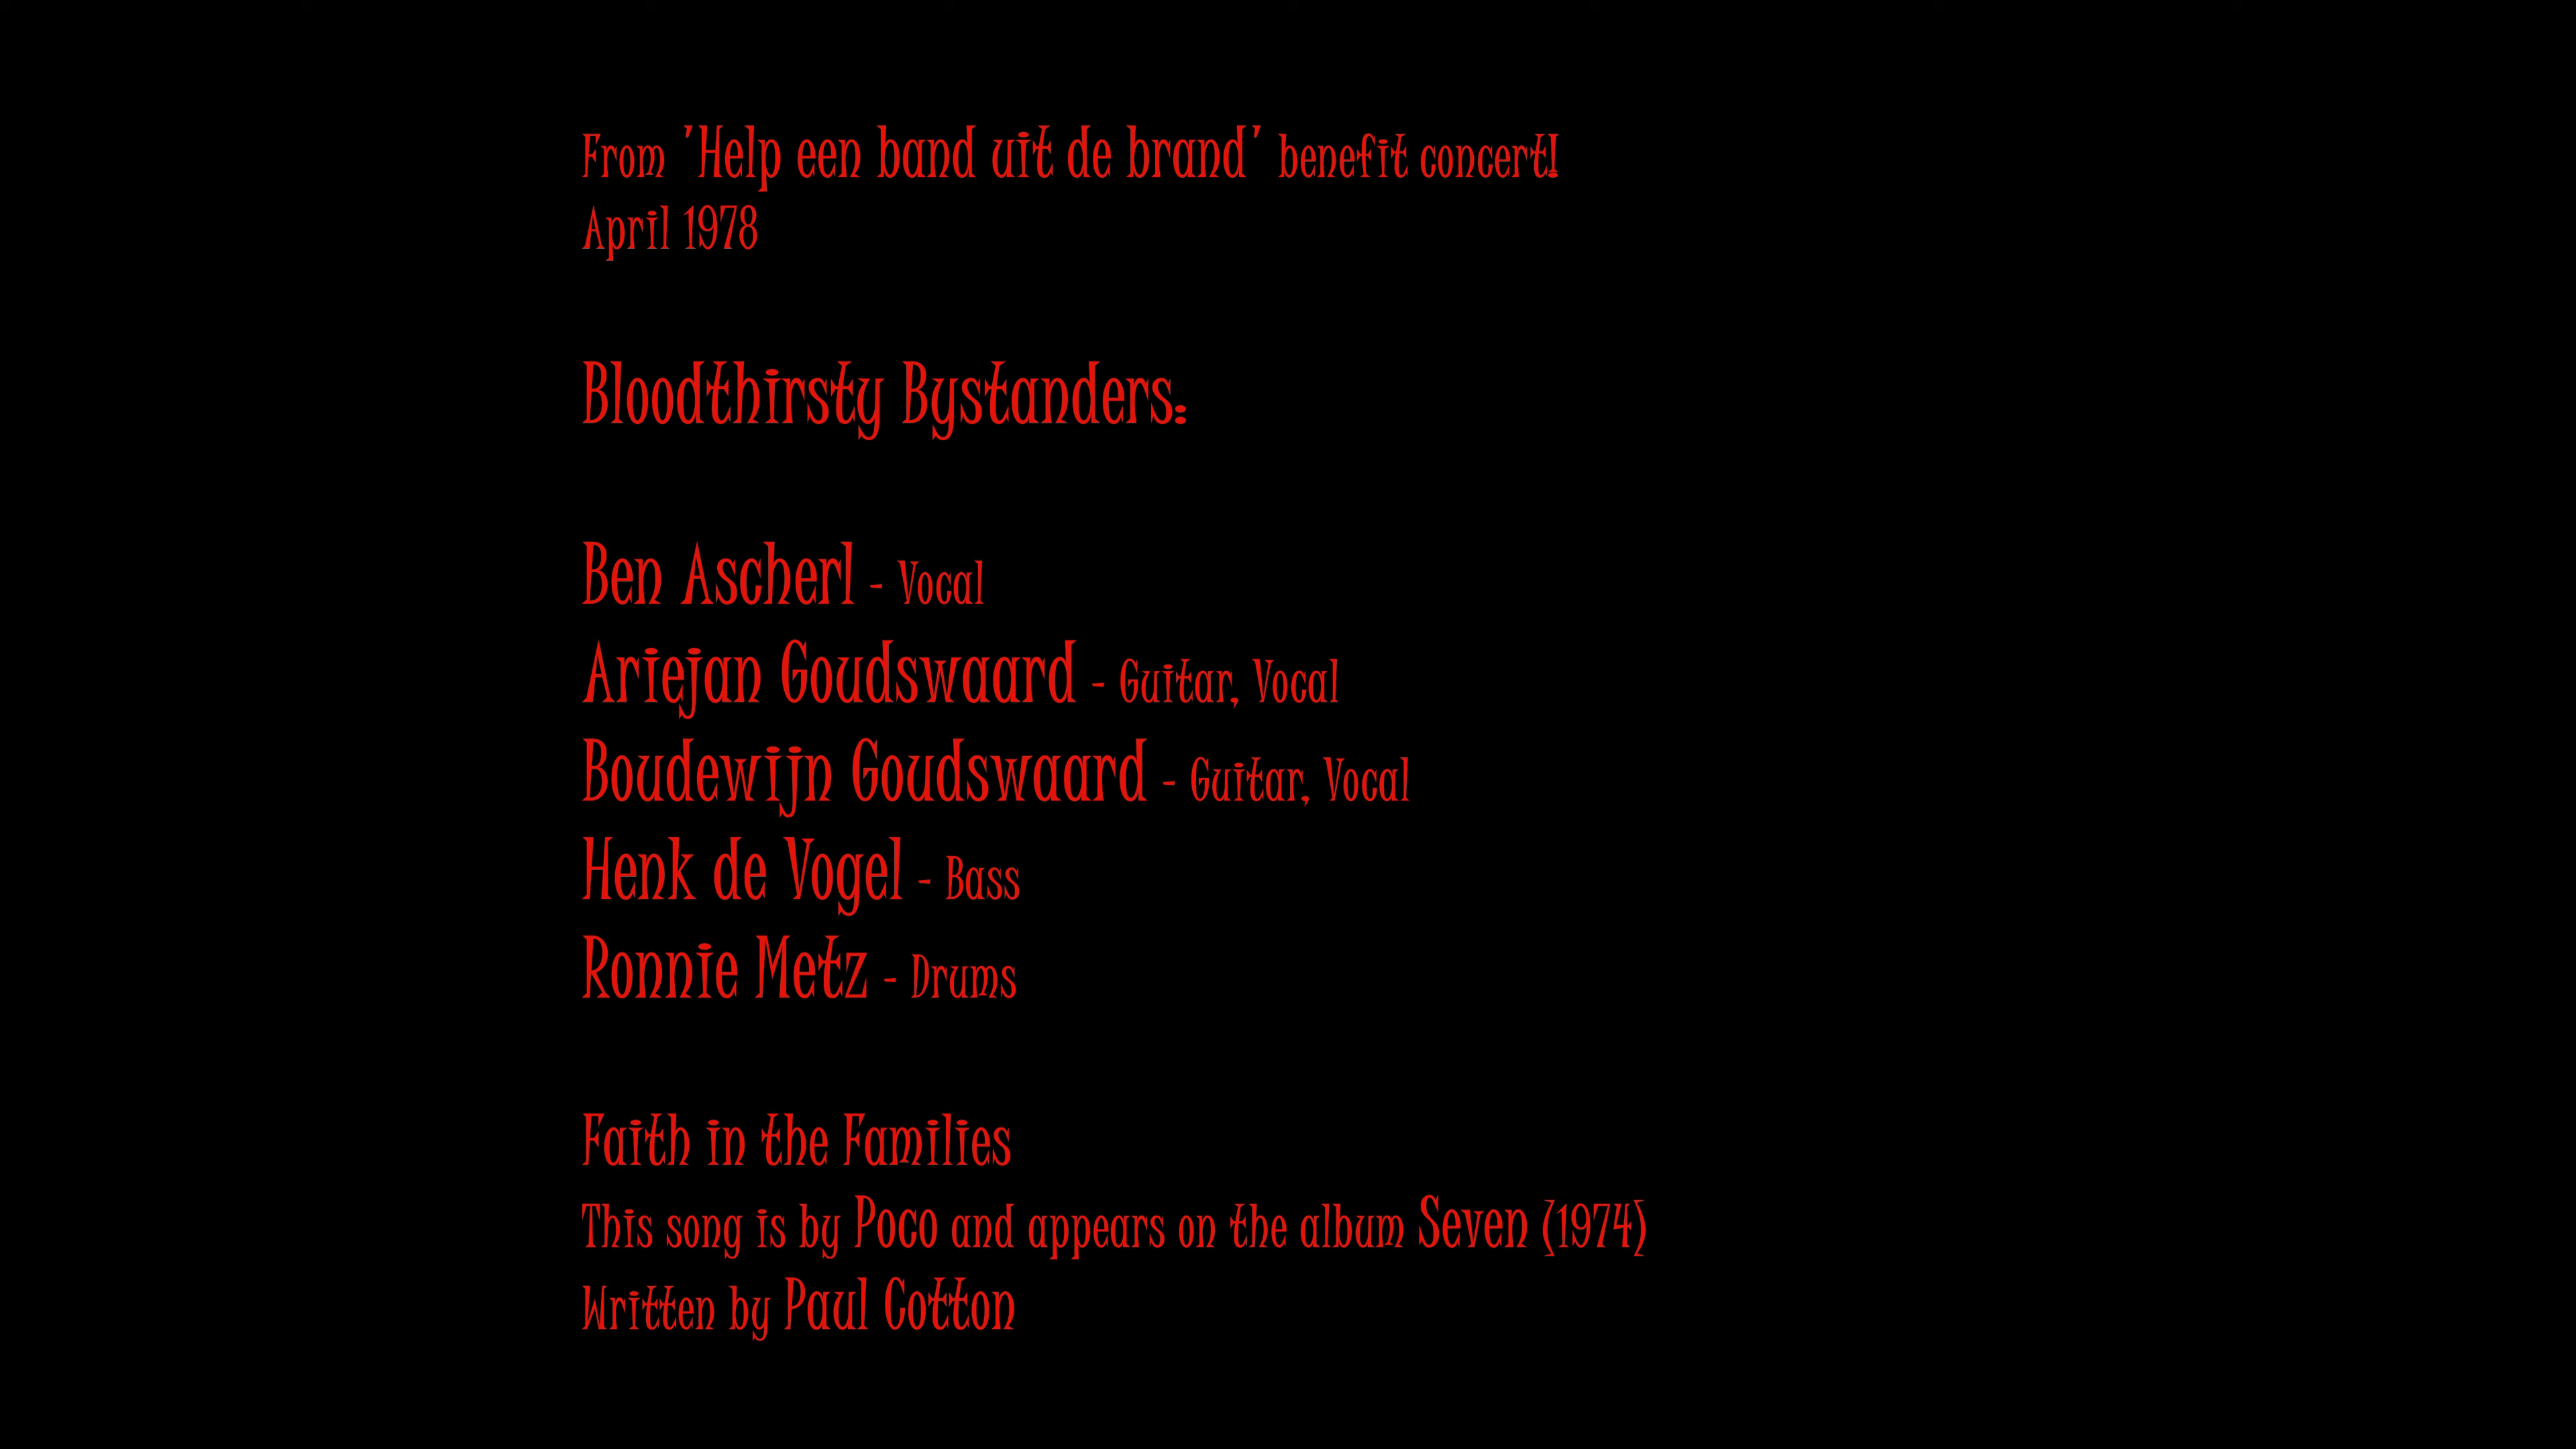 From 'Help een band uit de brand' benefit concert!
April 1978
Bloodthirsty Bystanders:
Ben Ascherl - Vocal
Ariejan Goudswaard - Guitar, Vocal
Boudewijn Goudswaard - Guitar, Vocal
Henk de Vogel - Bass
Ronnie Metz - Drums
Faith in the Families
This song is by Poco and appears on the album Seven (1974)
Written by Paul Cotton